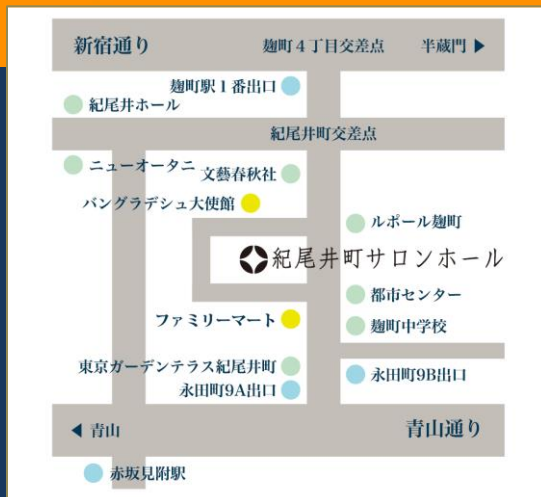 新宿通り
麹町4丁目交差点
半蔵門 ▶
麹町駅1番出口
紀尾井ホール
紀尾井町交差点
ニューオータニ
文藝春秋社
バングラデシュ大使館
ルポール麹町
紀尾井町サロンホール
都市センター
ファミリーマート
麹町中学校
東京ガーデンテラス紀尾井町
永田町9A出口
永田町9B出口
◀ 青山
青山通り
赤坂見附駅